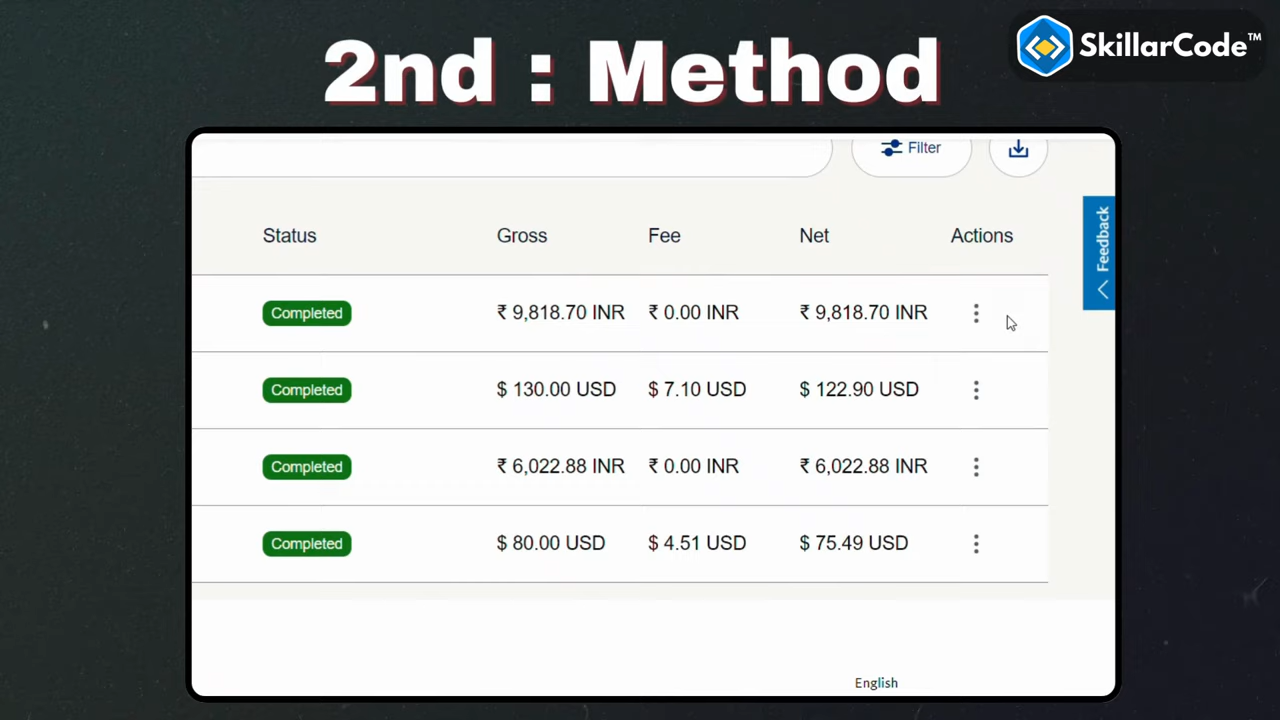 2nd : Method
SkillarCode™
Filter
Status Gross Fee Net Actions
Feedback
Completed ₹ 9,818.70 INR ₹ 0.00 INR ₹ 9,818.70 INR
Completed $ 130.00 USD $ 7.10 USD $ 122.90 USD
Completed ₹ 6,022.88 INR ₹ 0.00 INR ₹ 6,022.88 INR
Completed $ 80.00 USD $ 4.51 USD $ 75.49 USD
English